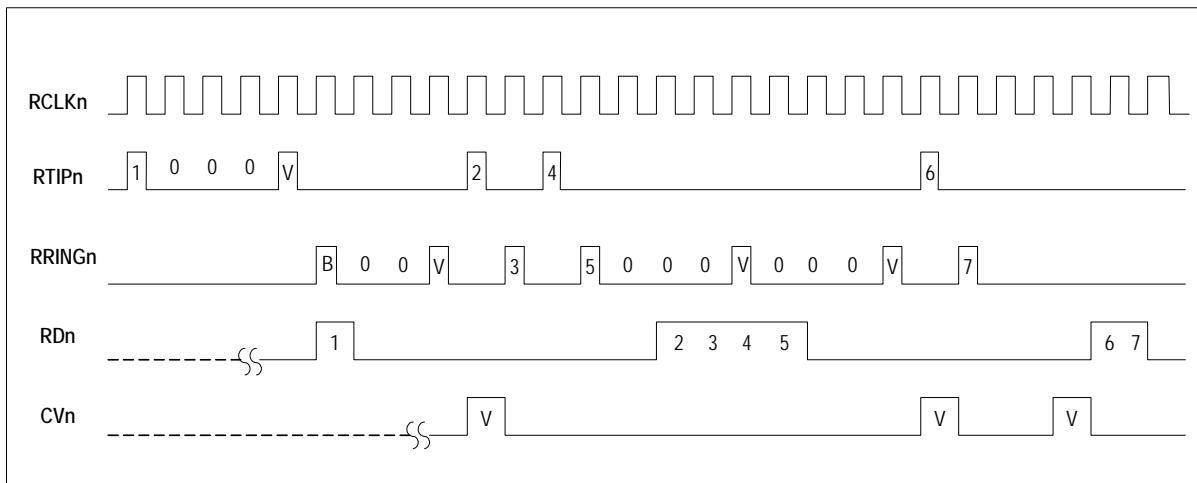 RCLKn
RTIPn 1 0 0 0 V 2 4 6
RRINGn B 0 0 V 3 5 0 0 0 V 0 0 0 V 7
RDn 1 2 3 4 5 6 7
CVn V V V